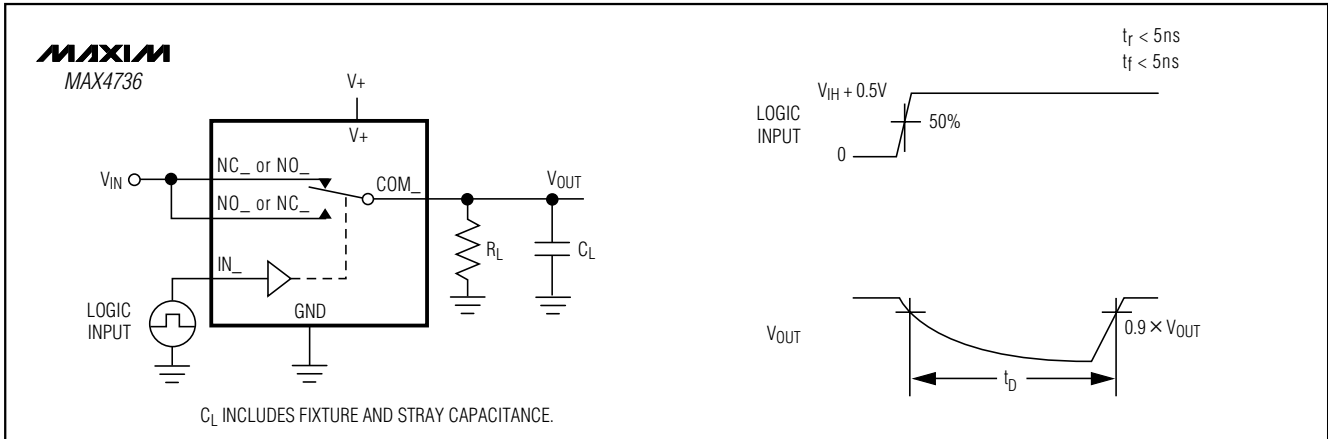 MAXIM
MAX4736
V+
V+
NC_ or NO_
VIN
COM_
VOUT
NO_ or NC_
RL
CL
IN_
LOGIC
INPUT
GND
CL INCLUDES FIXTURE AND STRAY CAPACITANCE.
tr < 5ns
tf < 5ns
VIH + 0.5V
LOGIC
INPUT
50%
0
VOUT
0.9 × VOUT
tD